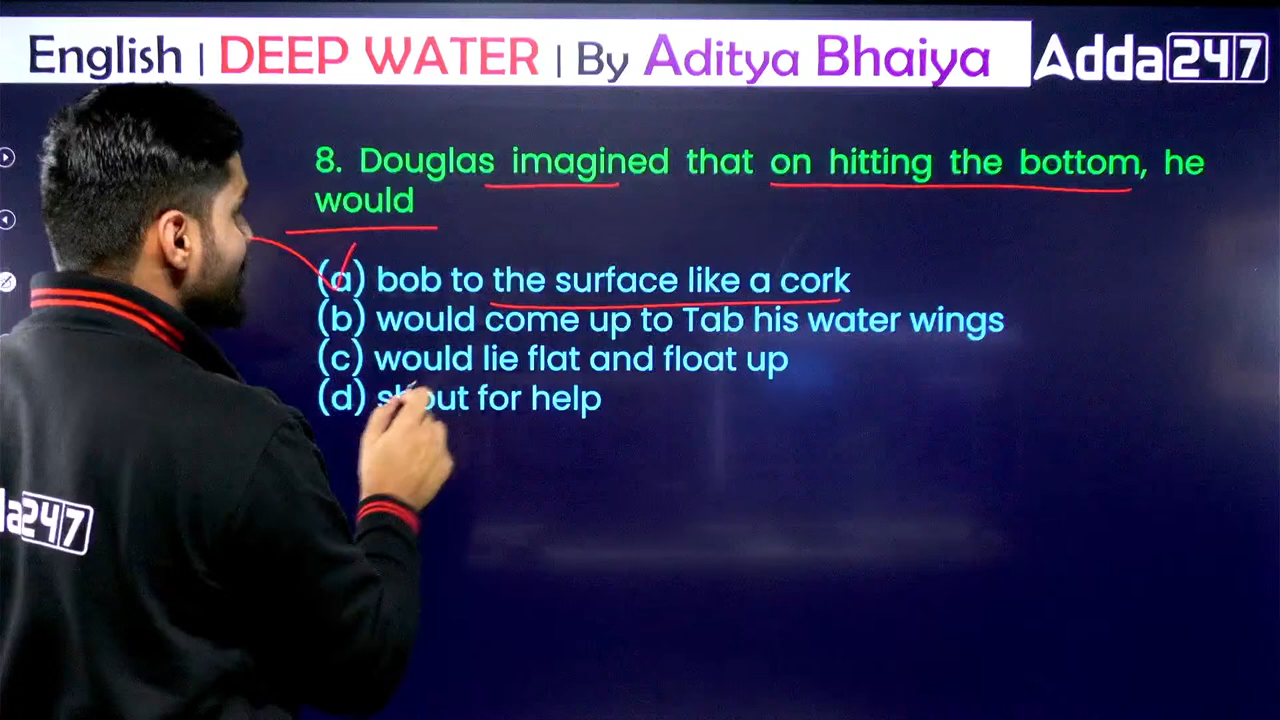 English | DEEP WATER | By Aditya Bhaiya Adda247
8. Douglas imagined that on hitting the bottom, he
would
(a) bob to the surface like a cork
(b) would come up to Tab his water wings
(c) would lie flat and float up
(d) shout for help
247